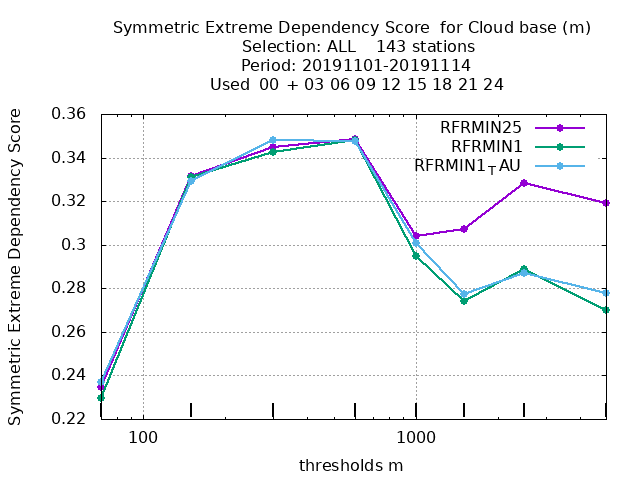 Symmetric Extreme Dependency Score  for Cloud base (m)
Selection: ALL    143 stations
Period: 20191101-20191114
Used  00 + 03 06 09 12 15 18 21 24
RFRMIN25
RFRMIN1
RFRMIN1TAU
Symmetric Extreme Dependency Score
0.36
0.34
0.32
0.3
0.28
0.26
0.24
0.22
100
1000
thresholds m